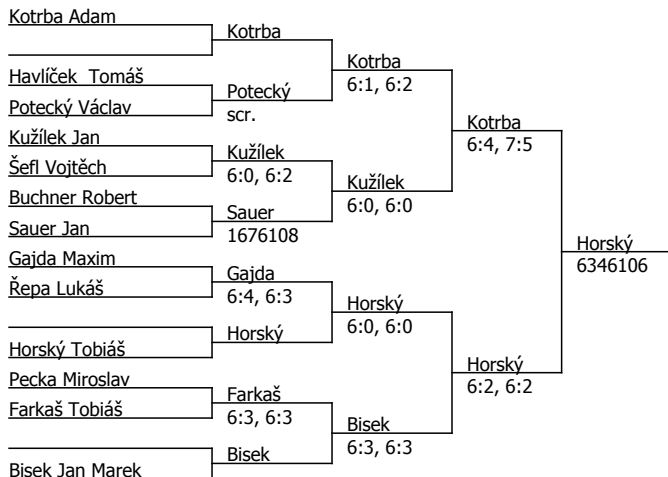 Kotrba Adam
Kotrba
Havlíček Tomáš
Potecký Václav
Potecký
scr.
Kotrba
6:1, 6:2
Kužílek Jan
Šefl Vojtěch
Kužílek
6:0, 6:2
Buchner Robert
Sauer Jan
Sauer
1676108
Kužílek
6:0, 6:0
Kotrba
6:4, 7:5
Gajda Maxim
Řepa Lukáš
Gajda
6:4, 6:3
Horský Tobiáš
Horský
Horský
6:0, 6:0
Pecka Miroslav
Farkaš Tobiáš
Farkaš
6:3, 6:3
Bisek Jan Marek
Bisek
Bisek
6:3, 6:3
Horský
6:2, 6:2
Horský
6346106